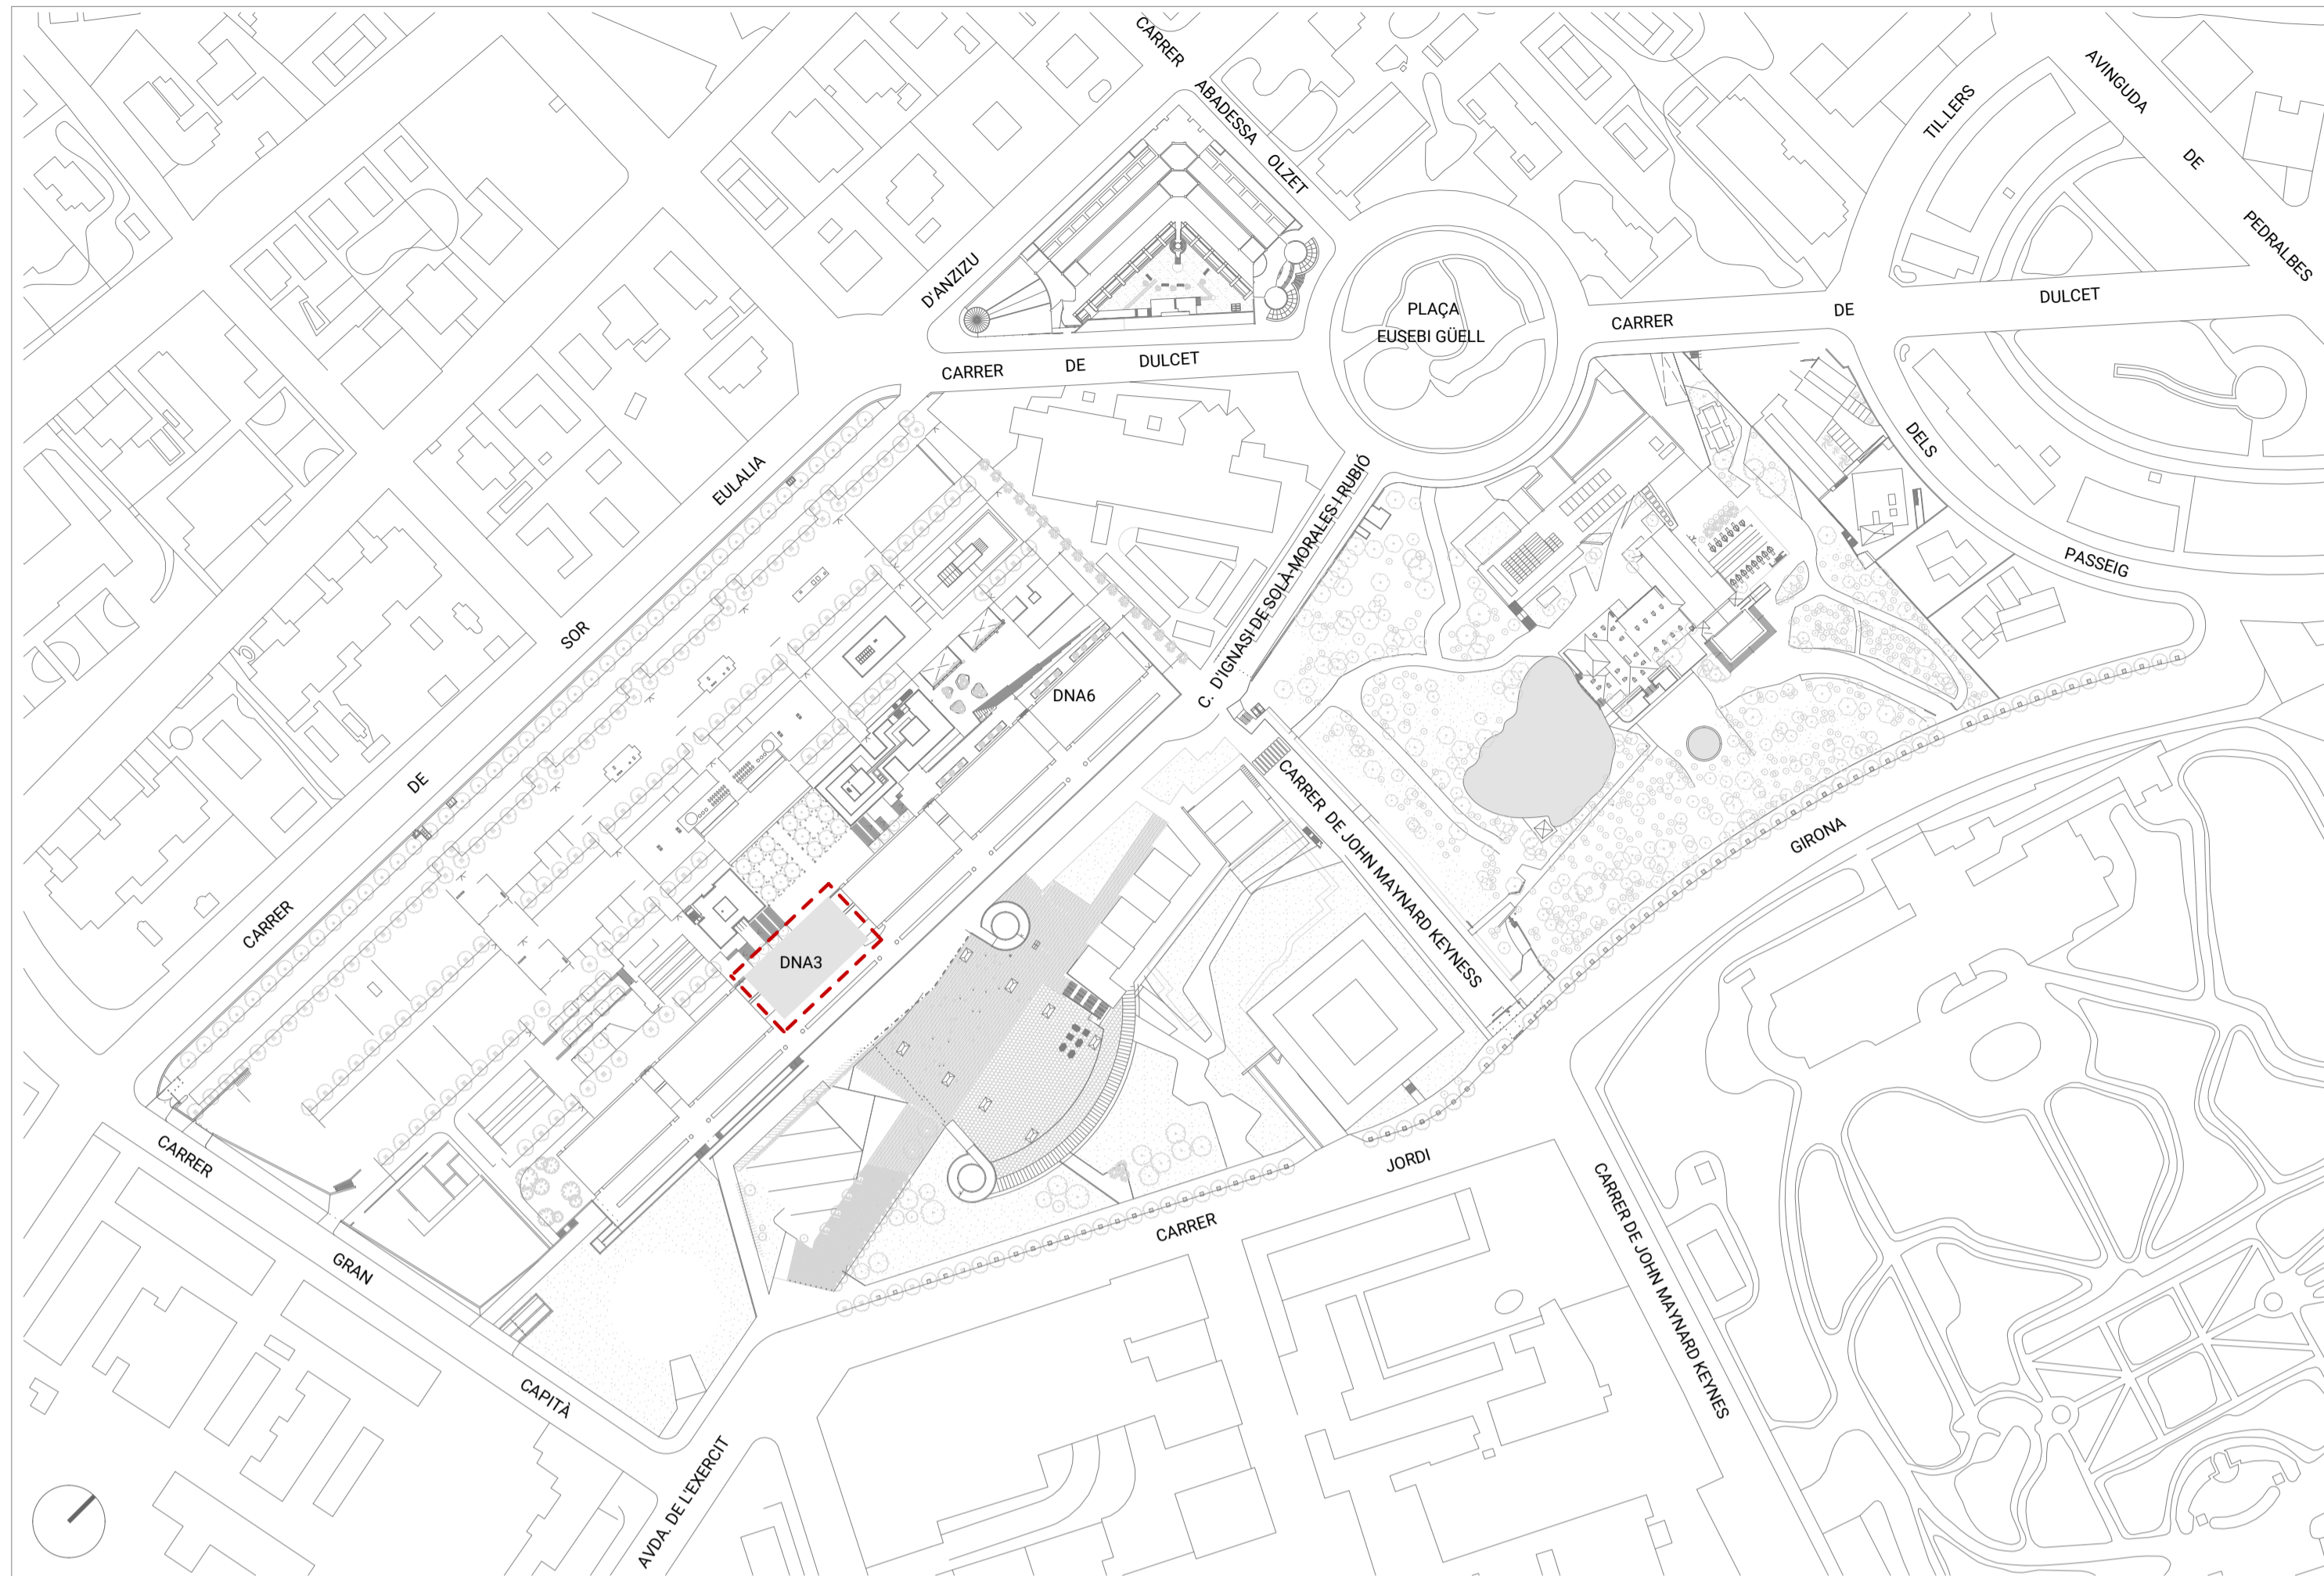 CARRER
ABADESSA
OLZET
TIL.LERS
AVINGUDA
DE
PEDRALBES
D'ANZIZU
PLAÇA
EUSEBI GÜELL
CARRER
DE
DULCET
CARRER
DE
DULCET
DELS
PASSEIG
EULALIA
SOR
DE
CARRER
C. D'IGNASI DE SOLÀ-MORALES I RUBIÓ
DNA6
CARRER DE JOHN MAYNARD KEYNESS
GIRONA
JORDI
CARRER
DNA3
CARRER
GRAN
CAPITÀ
AVDA. DE L'EXERCIT
CARRER DE JOHN MAYNARD KEYNES